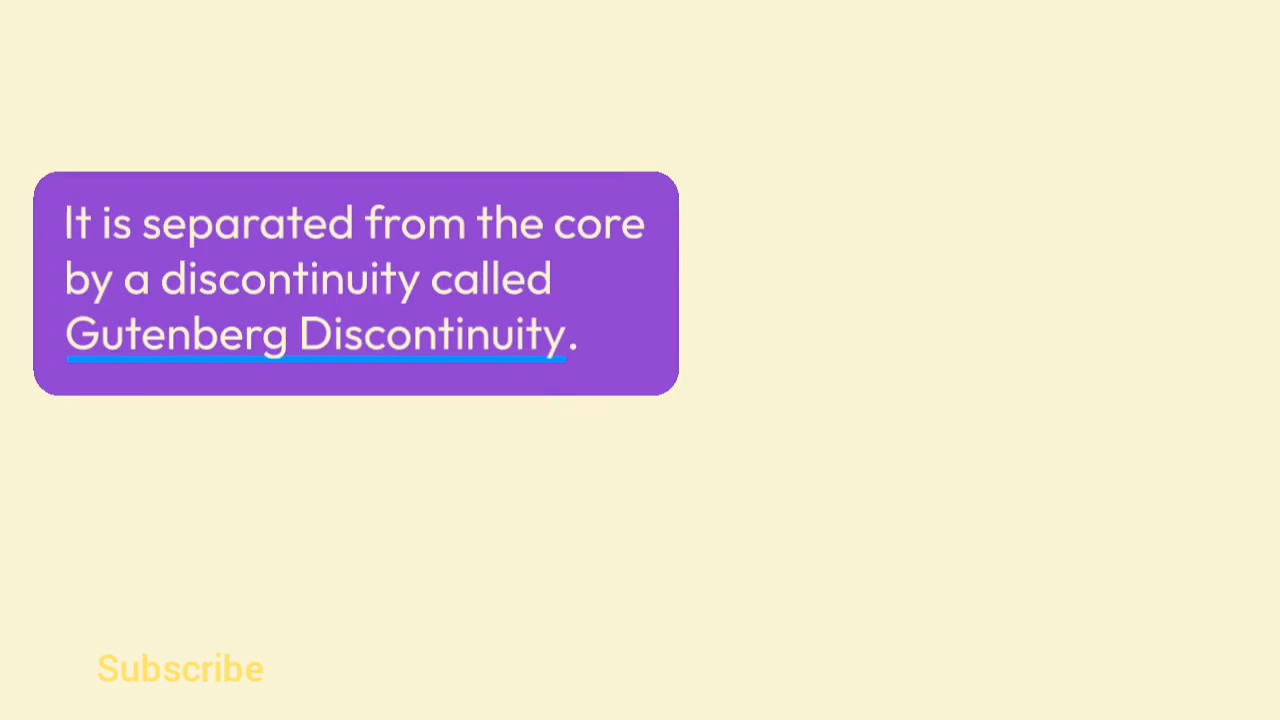 It is separated from the core
by a discontinuity called
Gutenberg Discontinuity.
Subscribe